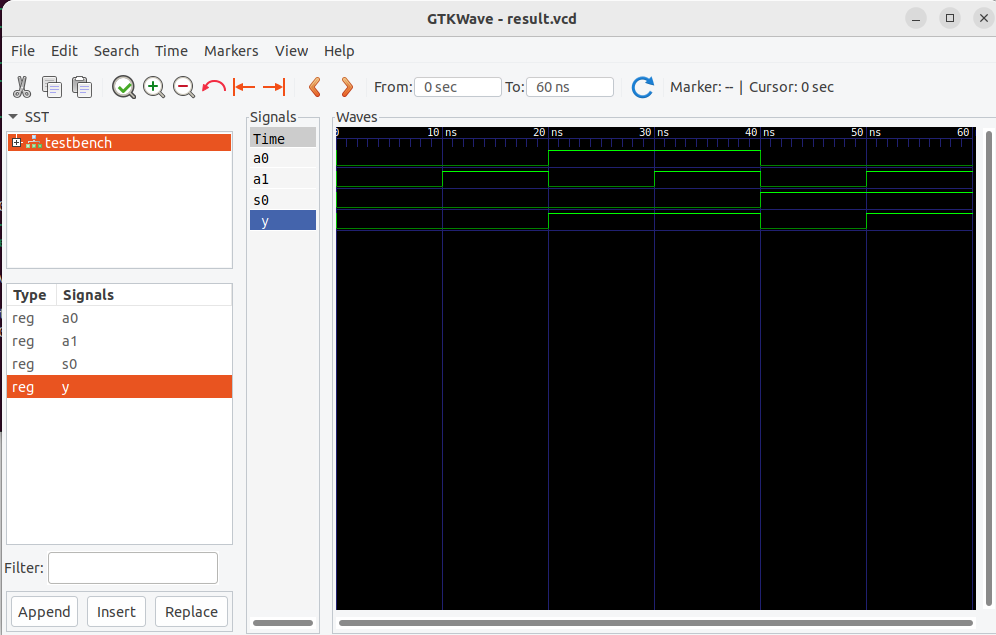 GTKWave - result.vcd
File Edit Search Time Markers View Help
From: 0 sec To: 60 ns Marker: -- | Cursor: 0 sec
SST
testbench
Type Signals
reg a0
reg a1
reg s0
reg y
Filter:
Append Insert Replace
Signals
Time
a0
a1
s0
y
Waves
0 10 ns 20 ns 30 ns 40 ns 50 ns 60